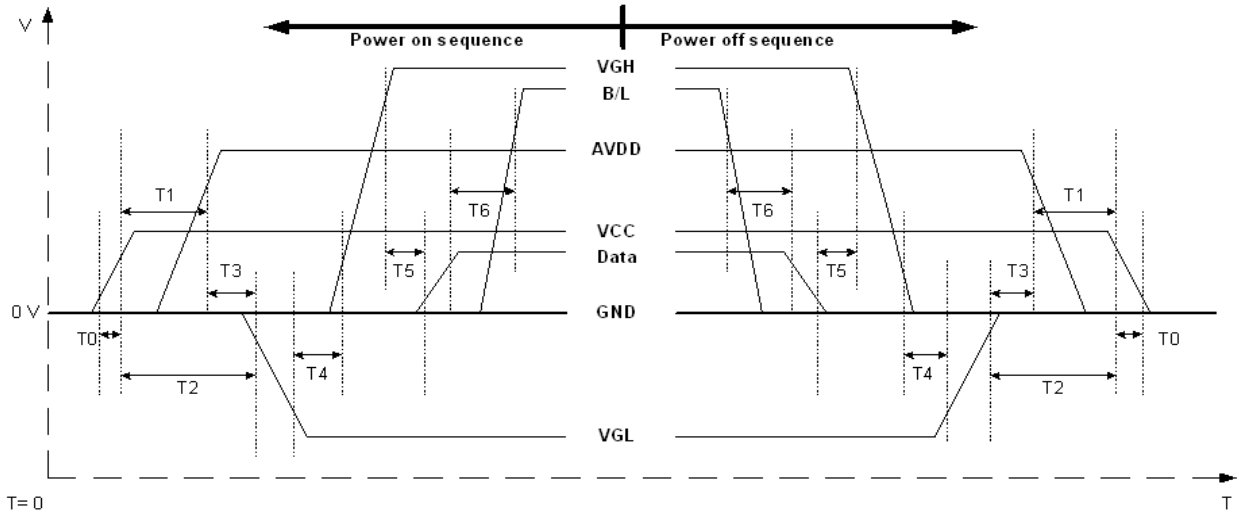 V
Power on sequence
Power off sequence
VGH
B/L
AVDD
T1
T6
T6
T1
VCC
Data
T3
T5
T5
T3
0 V
GND
T0
T0
T2
T4
T4
T2
VGL
T= 0
T